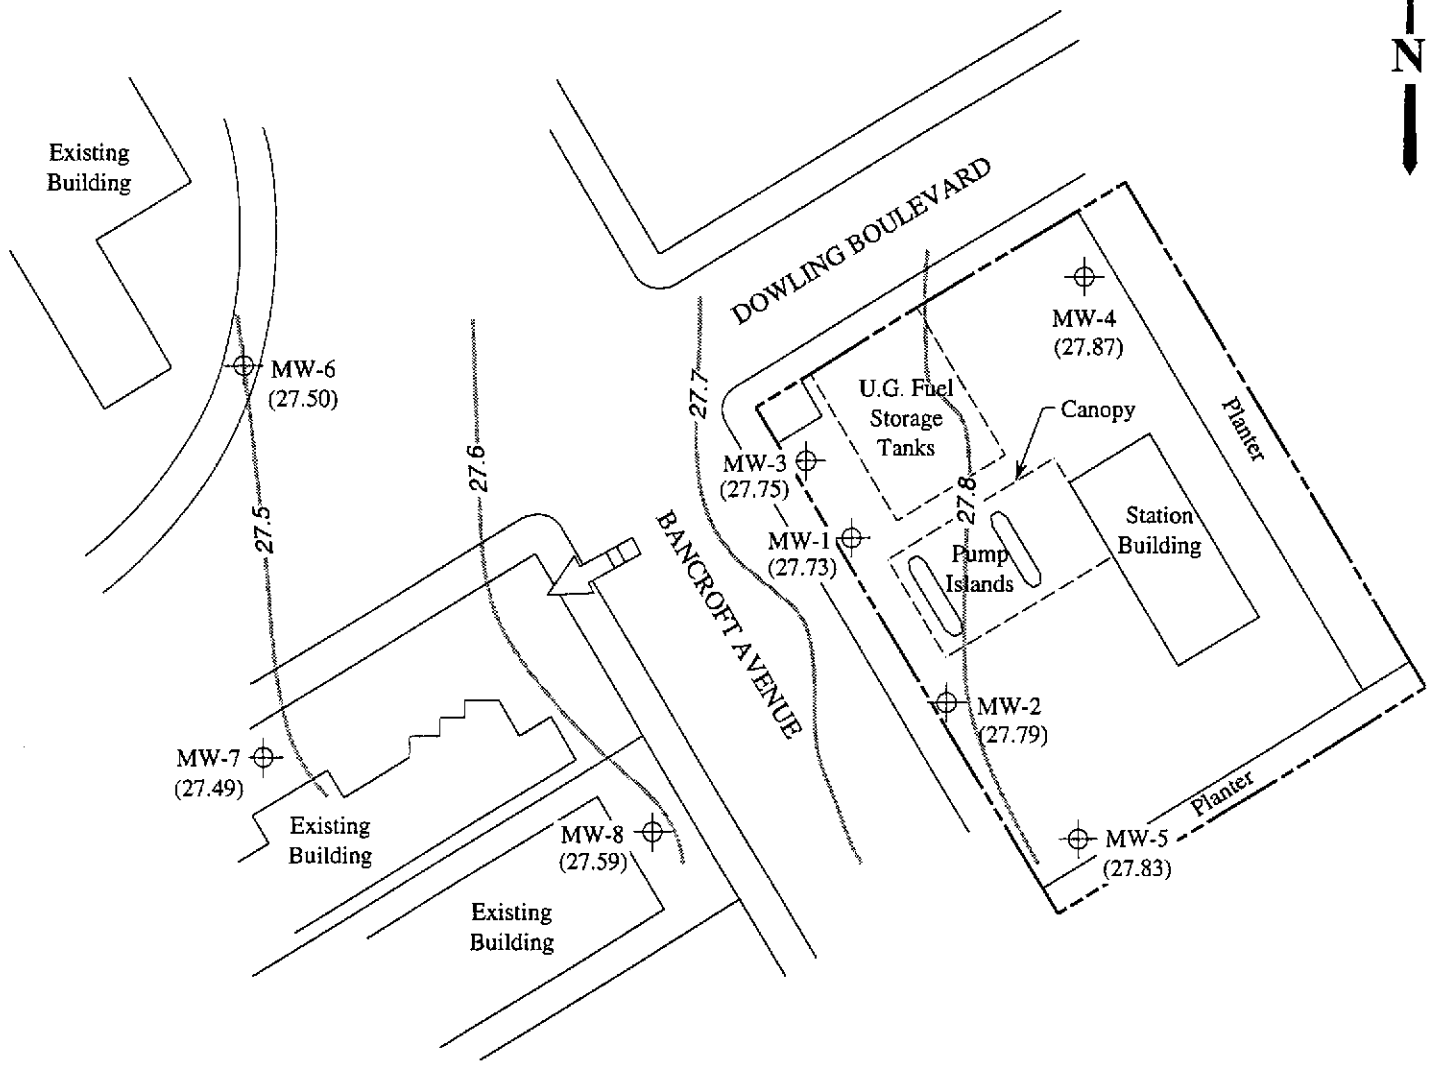 N
Existing
Building
DOWLING BOULEVARD
MW-4
(27.87)
MW-6
(27.50)
27.7
U.G. Fuel
Storage
Tanks
Canopy
Planter
27.6
MW-3
(27.75)
27.8
27.5
BANCROFT AVENUE
MW-1
(27.73)
Pump
Islands
Station
Building
MW-2
(27.79)
MW-7
(27.49)
Planter
Existing
Building
MW-8
(27.59)
MW-5
(27.83)
Existing
Building